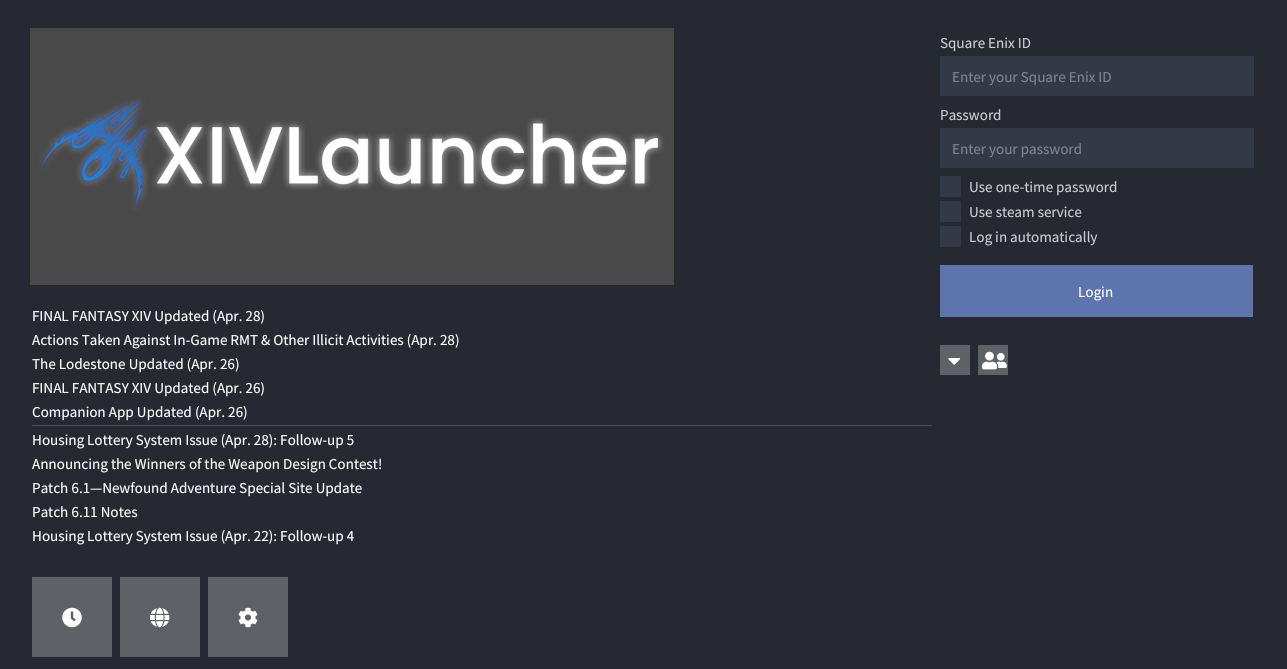 XIVLauncher
FINAL FANTASY XIV Updated (Apr. 28)
Actions Taken Against In-Game RMT & Other Illicit Activities (Apr. 28)
The Lodestone Updated (Apr. 26)
FINAL FANTASY XIV Updated (Apr. 26)
Companion App Updated (Apr. 26)
Housing Lottery System Issue (Apr. 28): Follow-up 5
Announcing the Winners of the Weapon Design Contest!
Patch 6.1—Newfound Adventure Special Site Update
Patch 6.11 Notes
Housing Lottery System Issue (Apr. 22): Follow-up 4
Square Enix ID
Enter your Square Enix ID
Password
Enter your password
Use one-time password
Use steam service
Log in automatically
Login